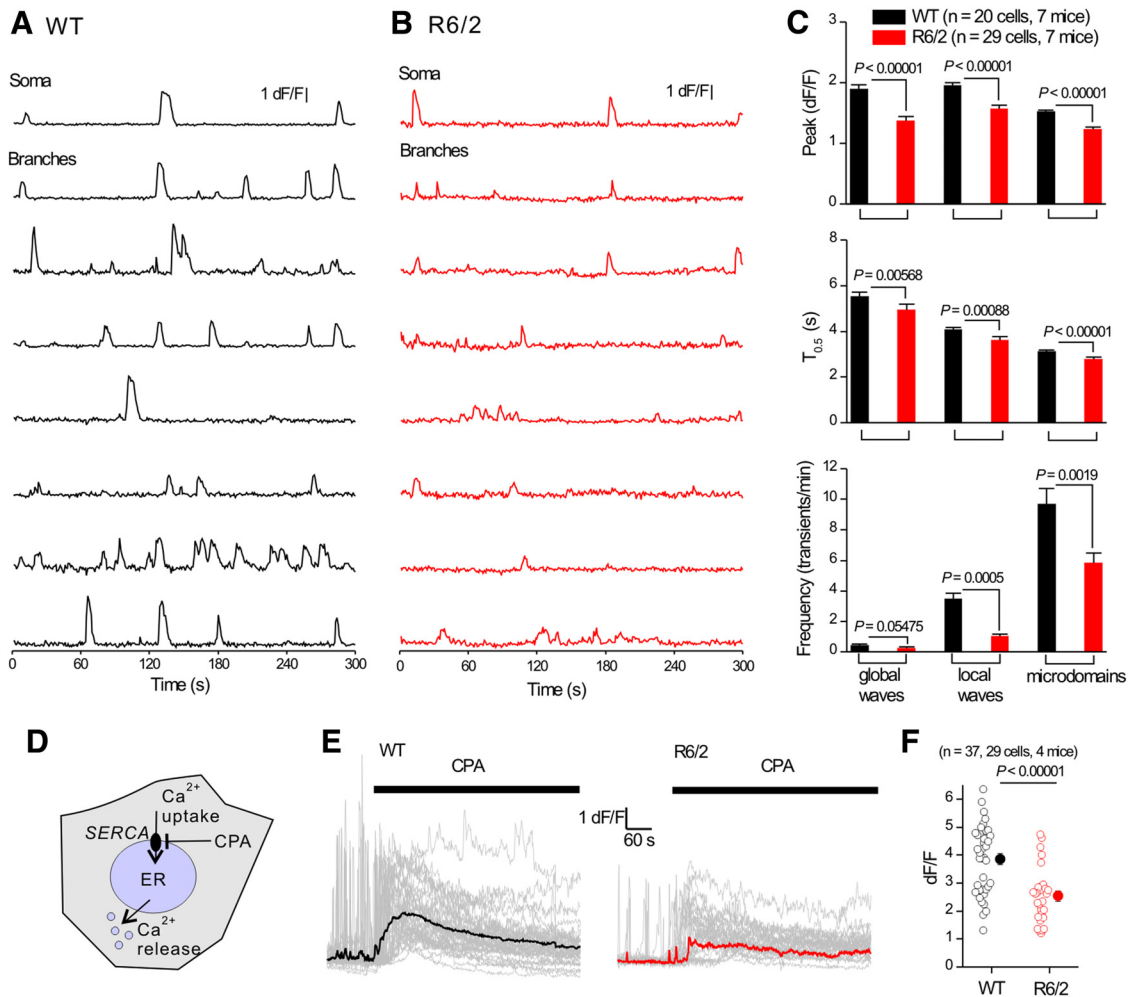 A WT
Soma
1 dF/F
Branches
0 60 120 180 240 300
Time (s)
B R6/2
Soma
1 dF/F
Branches
0 60 120 180 240 300
Time (s)
C
WT (n = 20 cells, 7 mice)
R6/2 (n = 29 cells, 7 mice)
Peak (dF/F)
3
2
1
0
P < 0.00001
P < 0.00001
P < 0.00001
T0.5 (s)
8
6
4
2
0
P = 0.00568
P = 0.00088
P < 0.00001
Frequency (transients/min)
12
10
8
6
4
2
0
P = 0.05475
P = 0.0005
P = 0.0019
global waves
local waves
microdomains
D
Ca2+
uptake
SERCA
CPA
ER
Ca2+
release
E
WT
CPA
1 dF/F
60 s
R6/2
CPA
F
(n = 37, 29 cells, 4 mice)
P < 0.00001
dF/F
6
5
4
3
2
1
0
WT R6/2